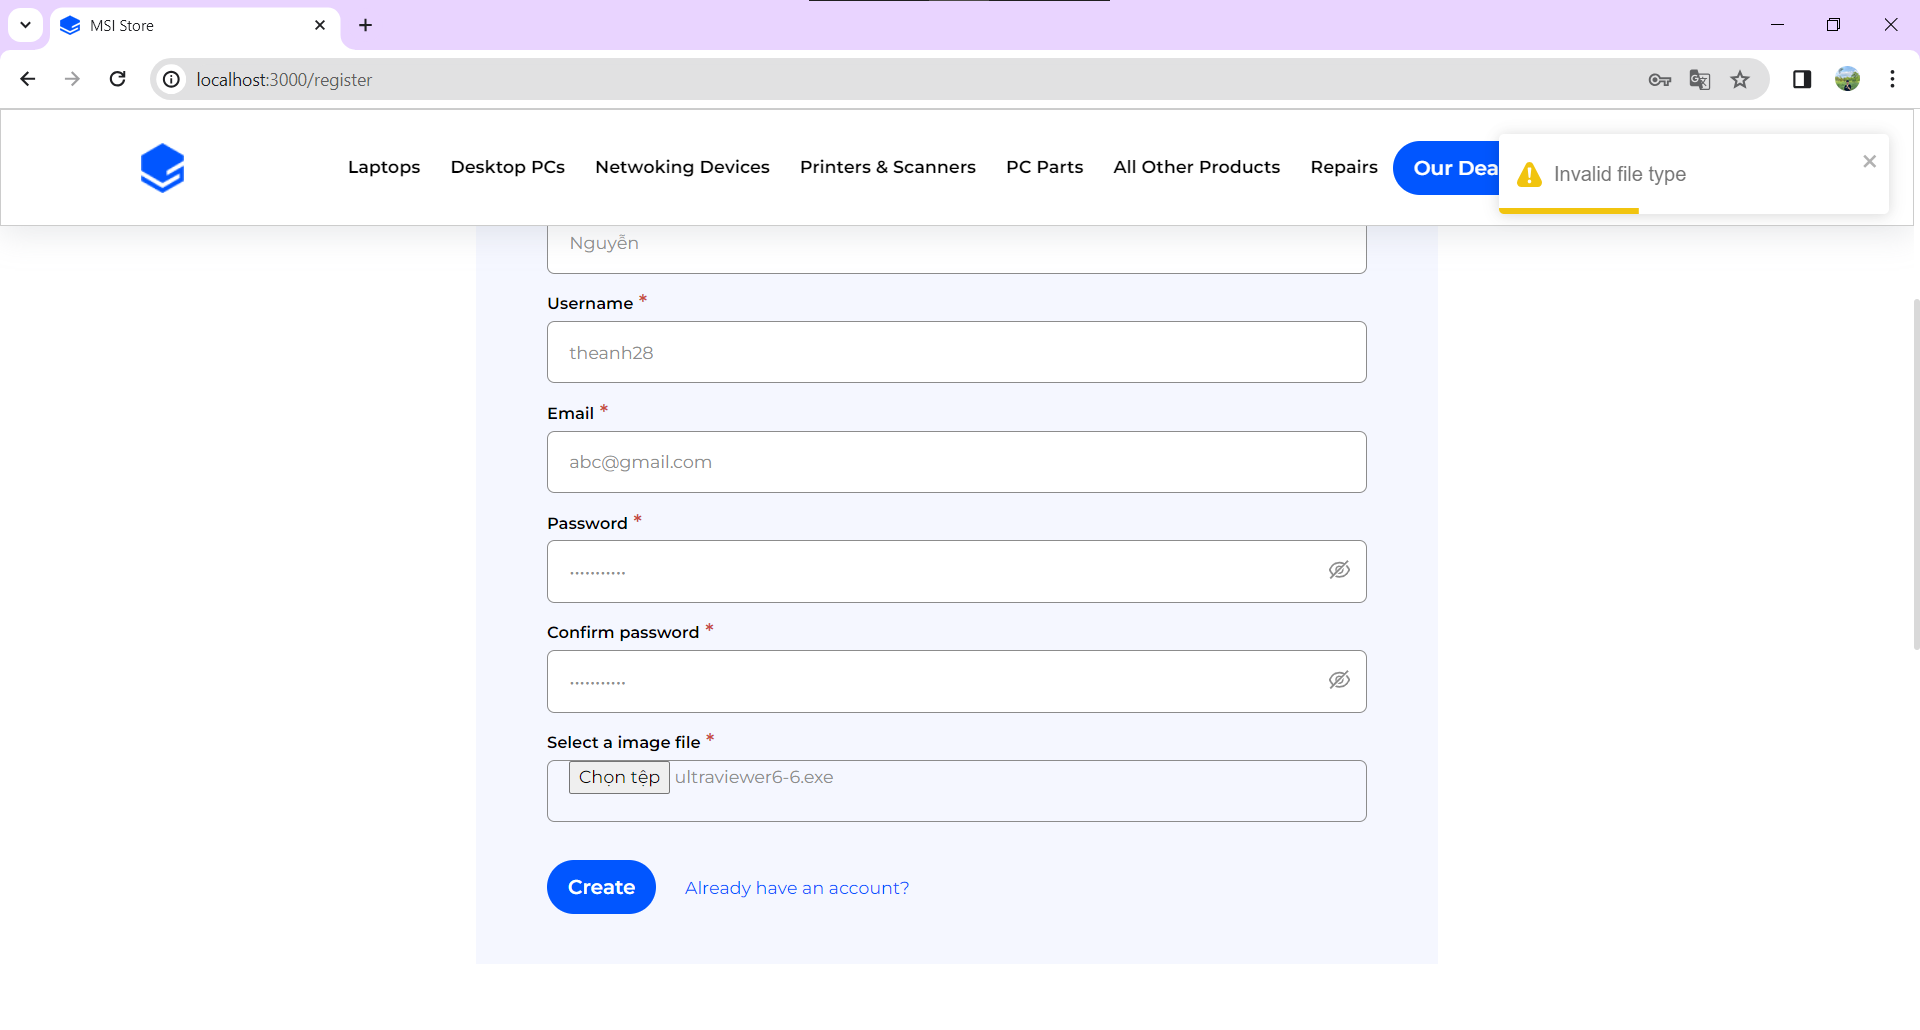 MSI Store
localhost:3000/register
Laptops Desktop PCs Netwoking Devices Printers & Scanners PC Parts All Other Products Repairs Our Dea
Invalid file type
Nguyễn
Username *
theanh28
Email *
abc@gmail.com
Password *
...........
Confirm password *
...........
Select a image file *
Chọn tệp ultraviewer6-6.exe
Create Already have an account?